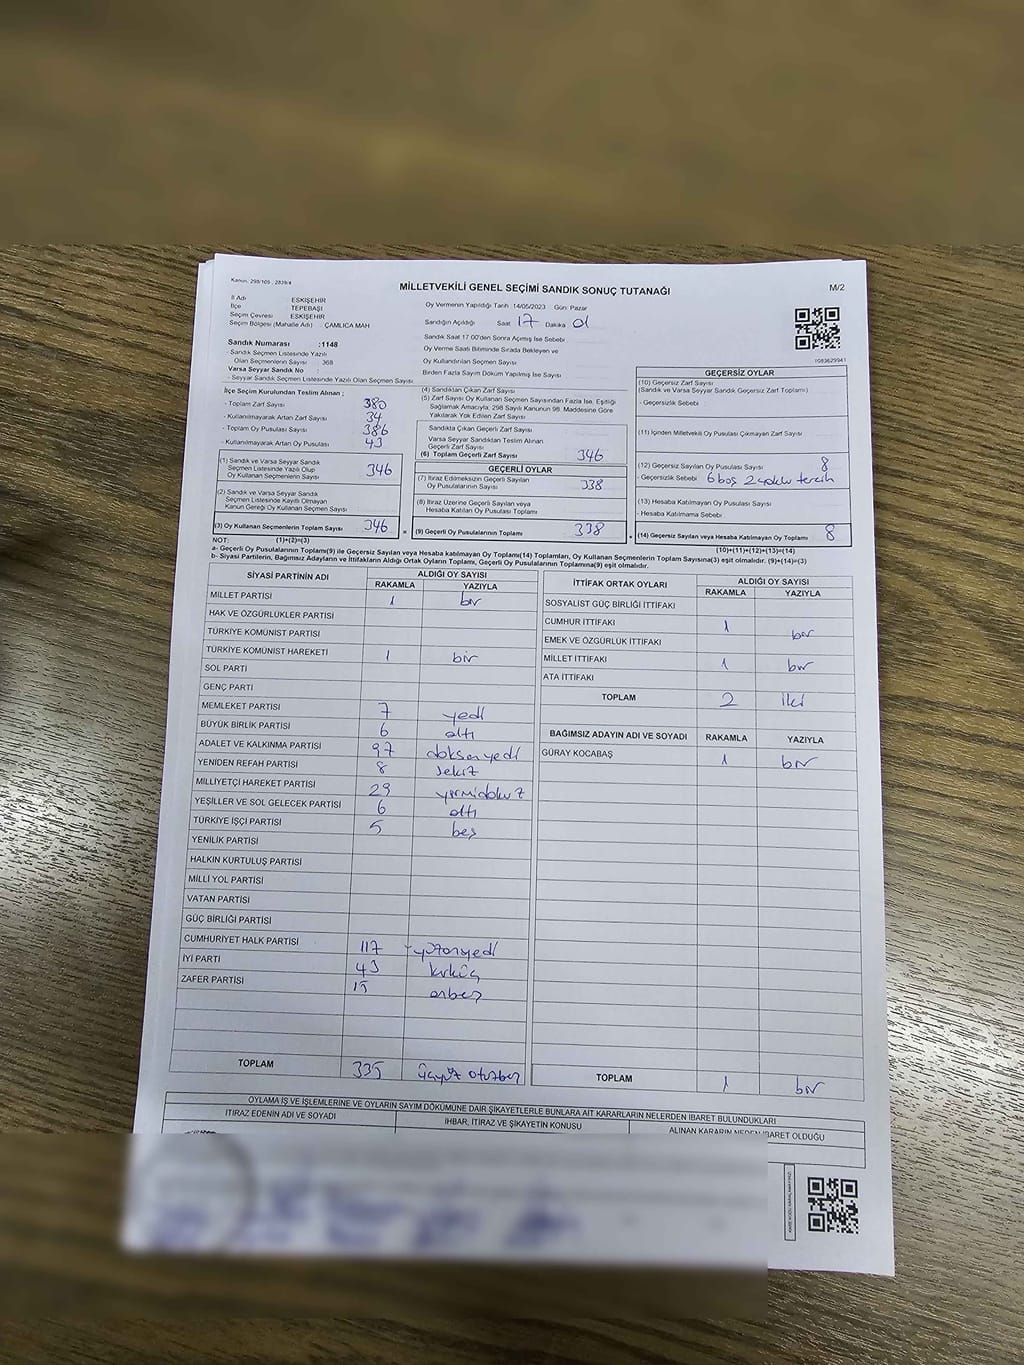 Kanun: 298/105 , 2839/4
MİLLETVEKİLİ GENEL SEÇİMİ SANDIK SONUÇ TUTANAĞI
M/2
İl Adı ESKİŞEHİR
İlçe TEPEBAŞI
Seçim Çevresi ESKİŞEHİR
Seçim Bölgesi (Mahalle Adı) : ÇAMLICA MAH
Sandık Numarası :1148
- Sandık Seçmen Listesinde Yazılı
Olan Seçmenlerin Sayısı : 368
Varsa Seyyar Sandık No :
- Seyyar Sandık Seçmen Listesinde Yazılı Olan Seçmen Sayısı
Oy Vermenin Yapıldığı Tarih :14/05/2023 Gün: Pazar
Sandığın Açıldığı Saat 17 Dakika 01
Sandık Saat 17.00'den Sonra Açılmış İse Sebebi
Oy Verme Saati Bitiminde Sırada Bekleyen ve
Oy Kullandırılan Seçmen Sayısı
Birden Fazla Sayım Döküm Yapılmış İse Sayısı
1083629941
İlçe Seçim Kurulundan Teslim Alınan :
- Toplam Zarf Sayısı 380
- Kullanılmayarak Artan Zarf Sayısı 34
- Toplam Oy Pusulası Sayısı 386
- Kullanılmayarak Artan Oy Pusulası 43
(1) Sandık ve Varsa Seyyar Sandık
Seçmen Listesinde Yazılı Olup
Oy Kullanan Seçmenlerin Sayısı 346
(2) Sandık ve Varsa Seyyar Sandık
Seçmen Listesinde Kayıtlı Olmayan
Kanun Gereği Oy Kullanan Seçmen Sayısı
(3) Oy Kullanan Seçmenlerin Toplam Sayısı 346
(4) Sandıktan Çıkan Zarf Sayısı
(5) Zarf Sayısı Oy Kullanan Seçmen Sayısından Fazla İse, Eşitliği
Sağlamak Amacıyla; 298 Sayılı Kanunun 98. Maddesine Göre
Yakılarak Yok Edilen Zarf Sayısı
Sandıkta Çıkan Geçerli Zarf Sayısı
Varsa Seyyar Sandıktan Teslim Alınan
Geçerli Zarf Sayısı
(6) Toplam Geçerli Zarf Sayısı 346
GEÇERLİ OYLAR
(7) İtiraz Edilmeksizin Geçerli Sayılan
Oy Pusulalarının Sayısı 338
(8) İtiraz Üzerine Geçerli Sayılan veya
Hesaba Katılan Oy Pusulası Toplamı
= (9) Geçerli Oy Pusulalarının Toplamı 338
GEÇERSİZ OYLAR
(10) Geçersiz Zarf Sayısı
(Sandık ve Varsa Seyyar Sandık Geçersiz Zarf Toplamı)
- Geçersizlik Sebebi
(11) İçinden Milletvekili Oy Pusulası Çıkmayan Zarf Sayısı
(12) Geçersiz Sayılan Oy Pusulası Sayısı 8
- Geçersizlik Sebebi 6 boş 2 çoklu tercih
(13) Hesaba Katılmayan Oy Pusulası Sayısı
- Hesaba Katılmama Sebebi
+ (14) Geçersiz Sayılan veya Hesaba Katılmayan Oy Toplamı 8
NOT: (1)+(2)=(3)
(10)+(11)+(12)+(13)=(14)
a- Geçerli Oy Pusulalarının Toplamı(9) ile Geçersiz Sayılan veya Hesaba katılmayan Oy Toplamı(14) Toplamları, Oy Kullanan Seçmenlerin Toplam Sayısına(3) eşit olmalıdır. (9)+(14)=(3)
b- Siyasi Partilerin, Bağımsız Adayların ve İttifakların Aldığı Ortak Oyların Toplamı, Geçerli Oy Pusulalarının Toplamına(9) eşit olmalıdır.
SİYASİ PARTİNİN ADI ALDIĞI OY SAYISI
RAKAMLA YAZIYLA
MİLLET PARTİSİ 1 bir
HAK VE ÖZGÜRLÜKLER PARTİSİ
TÜRKİYE KOMÜNİST PARTİSİ
TÜRKİYE KOMÜNİST HAREKETİ 1 bir
SOL PARTİ
GENÇ PARTİ
MEMLEKET PARTİSİ 7 yedi
BÜYÜK BİRLİK PARTİSİ 6 altı
ADALET VE KALKINMA PARTİSİ 97 doksanyedi
YENİDEN REFAH PARTİSİ 8 sekiz
MİLLİYETÇİ HAREKET PARTİSİ 29 yirmidokuz
YEŞİLLER VE SOL GELECEK PARTİSİ 6 altı
TÜRKİYE İŞÇİ PARTİSİ 5 beş
YENİLİK PARTİSİ
HALKIN KURTULUŞ PARTİSİ
MİLLİ YOL PARTİSİ
VATAN PARTİSİ
GÜÇ BİRLİĞİ PARTİSİ
CUMHURİYET HALK PARTİSİ 117 yüzonyedi
İYİ PARTİ 43 kırküç
ZAFER PARTİSİ 15 onbeş
TOPLAM 335 üçyüz otuzbeş
İTTİFAK ORTAK OYLARI ALDIĞI OY SAYISI
RAKAMLA YAZIYLA
SOSYALİST GÜÇ BİRLİĞİ İTTİFAKI
CUMHUR İTTİFAKI 1 bir
EMEK VE ÖZGÜRLÜK İTTİFAKI
MİLLET İTTİFAKI 1 bir
ATA İTTİFAKI
TOPLAM 2 iki
BAĞIMSIZ ADAYIN ADI VE SOYADI ALDIĞI OY SAYISI
RAKAMLA YAZIYLA
GÜRAY KOCABAŞ 1 bir
TOPLAM 1 bir
OYLAMA İŞ VE İŞLEMLERİNE VE OYLARIN SAYIM DÖKÜMÜNE DAİR ŞİKAYETLERLE BUNLARA AİT KARARLARIN NELERDEN İBARET BULUNDUKLARI
İTİRAZ EDENİN ADI VE SOYADI İHBAR, İTİRAZ VE ŞİKAYETİN KONUSU ALINAN KARARIN NEDEN İBARET OLDUĞU